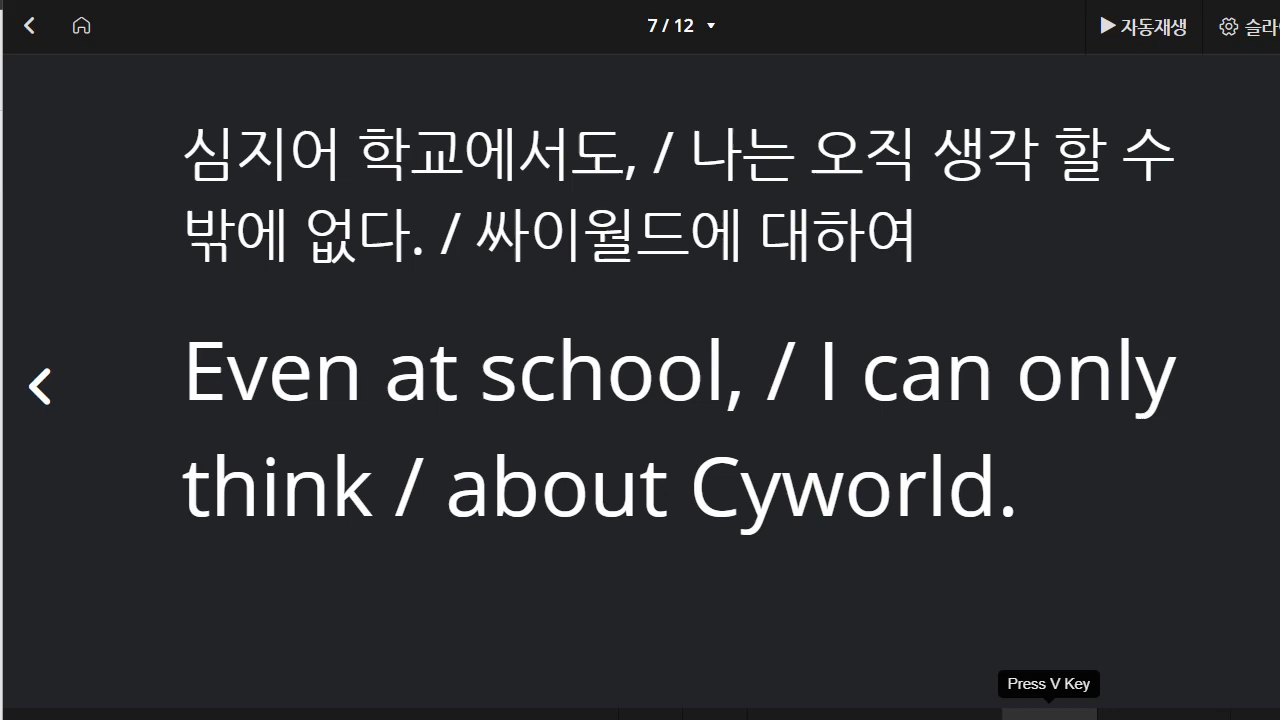 7 / 12
자동재생
심지어 학교에서도, / 나는 오직 생각 할 수
밖에 없다. / 싸이월드에 대하여
Even at school, / I can only
think / about Cyworld.
Press V Key